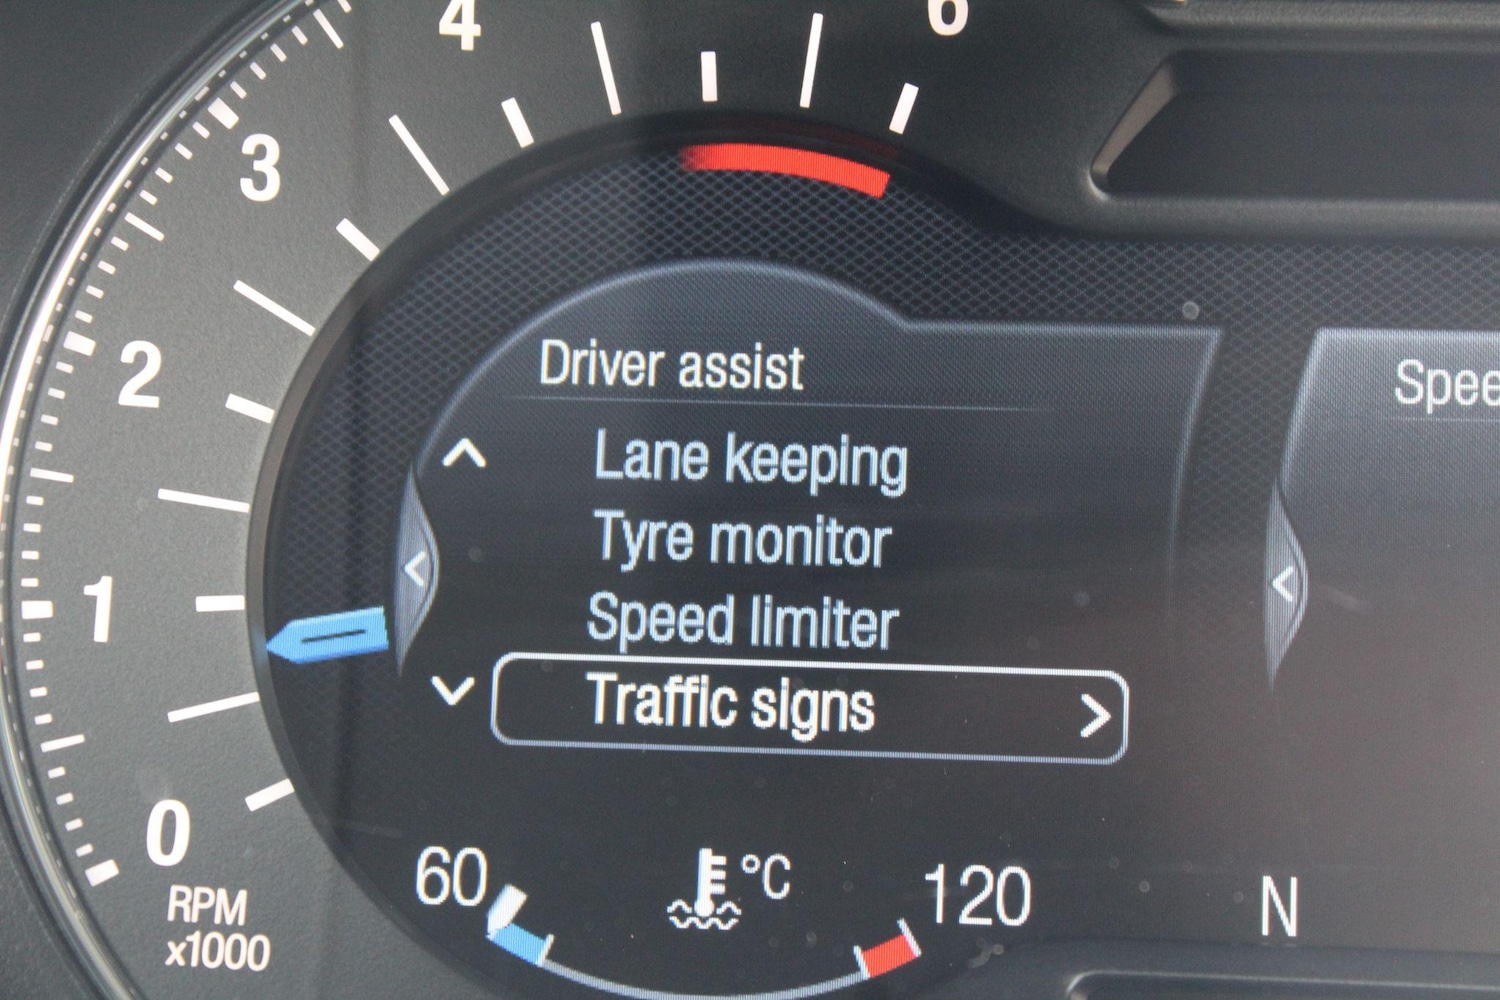 4
6
3
2
1
0
RPM
x1000
Driver assist
Lane keeping
Tyre monitor
Speed limiter
Traffic signs
60
°C
120
N